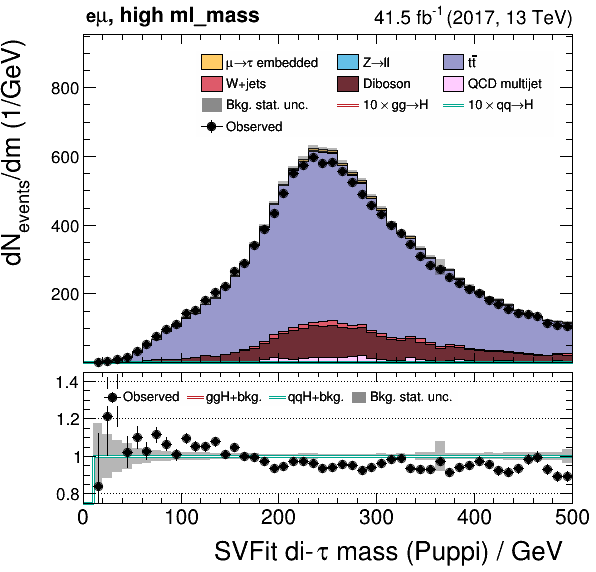 eμ, high ml_mass 41.5 fb⁻¹ (2017, 13 TeV)
dN_events/dm (1/GeV)
800
600
400
200
μ→τ embedded Z→ll tt̄
W+jets Diboson QCD multijet
Bkg. stat. unc. 10 × gg→H 10 × qq→H
Observed
1.4
1.2
1
0.8
Observed ggH+bkg. qqH+bkg. Bkg. stat. unc.
0 100 200 300 400 500
SVFit di-τ mass (Puppi) / GeV